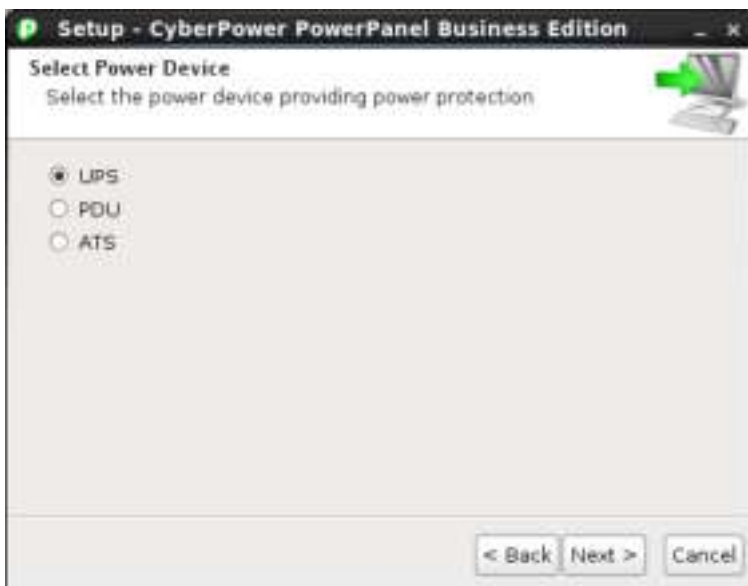 Setup - CyberPower PowerPanel Business Edition
Select Power Device
Select the power device providing power protection
UPS
PDU
ATS
< Back Next > Cancel